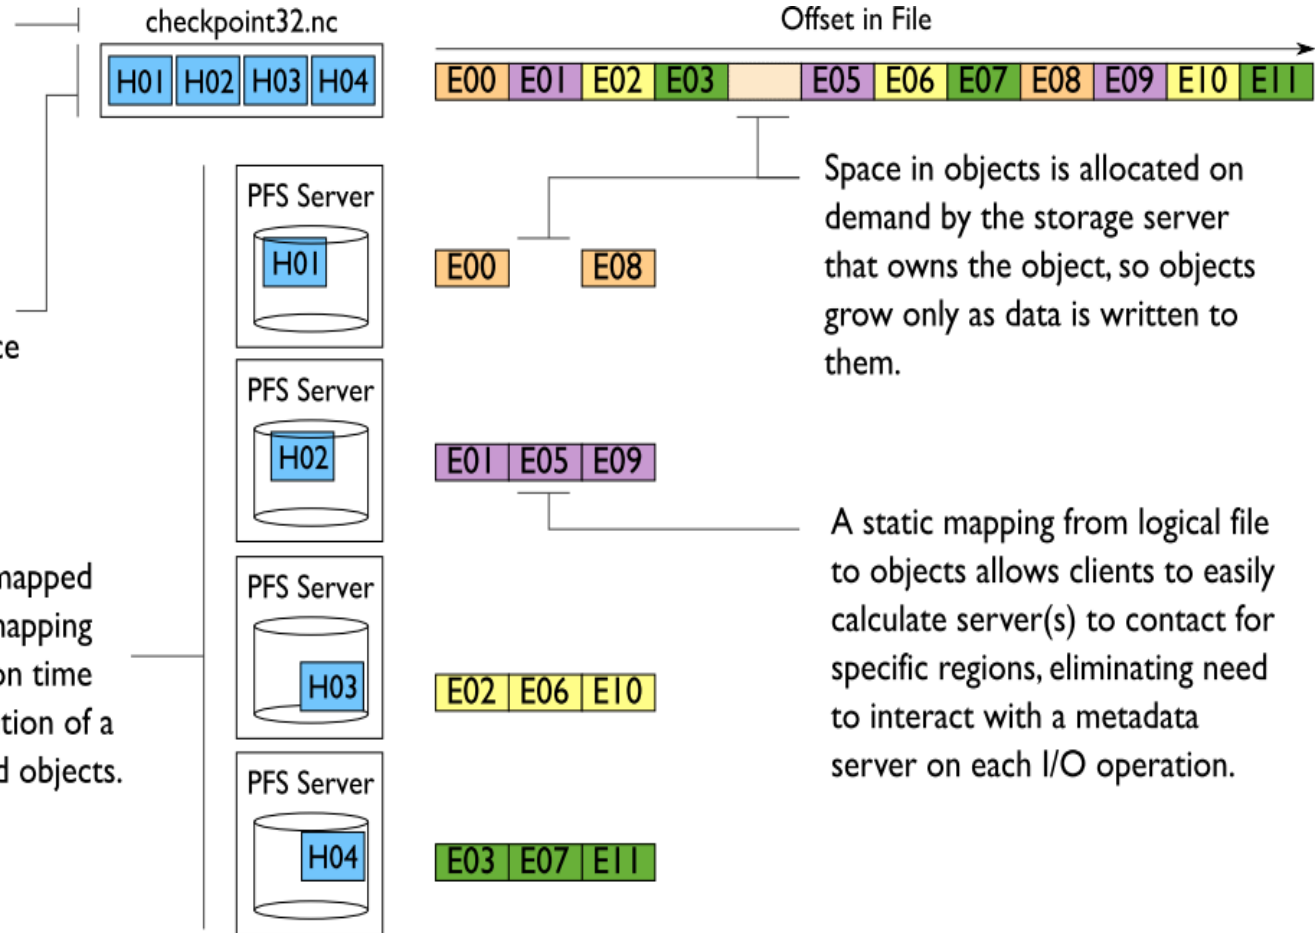 checkpoint32.nc
Offset in File
H01 H02 H03 H04
E00 E01 E02 E03 E05 E06 E07 E08 E09 E10 E11
Space in objects is allocated on
demand by the storage server
that owns the object, so objects
grow only as data is written to
them.
PFS Server
H01
E00 E08
PFS Server
H02
E01 E05 E09
A static mapping from logical file
to objects allows clients to easily
calculate server(s) to contact for
specific regions, eliminating need
to interact with a metadata
server on each I/O operation.
PFS Server
H03
E02 E06 E10
PFS Server
H04
E03 E07 E11
mapped
mapping
on time
of a
objects.